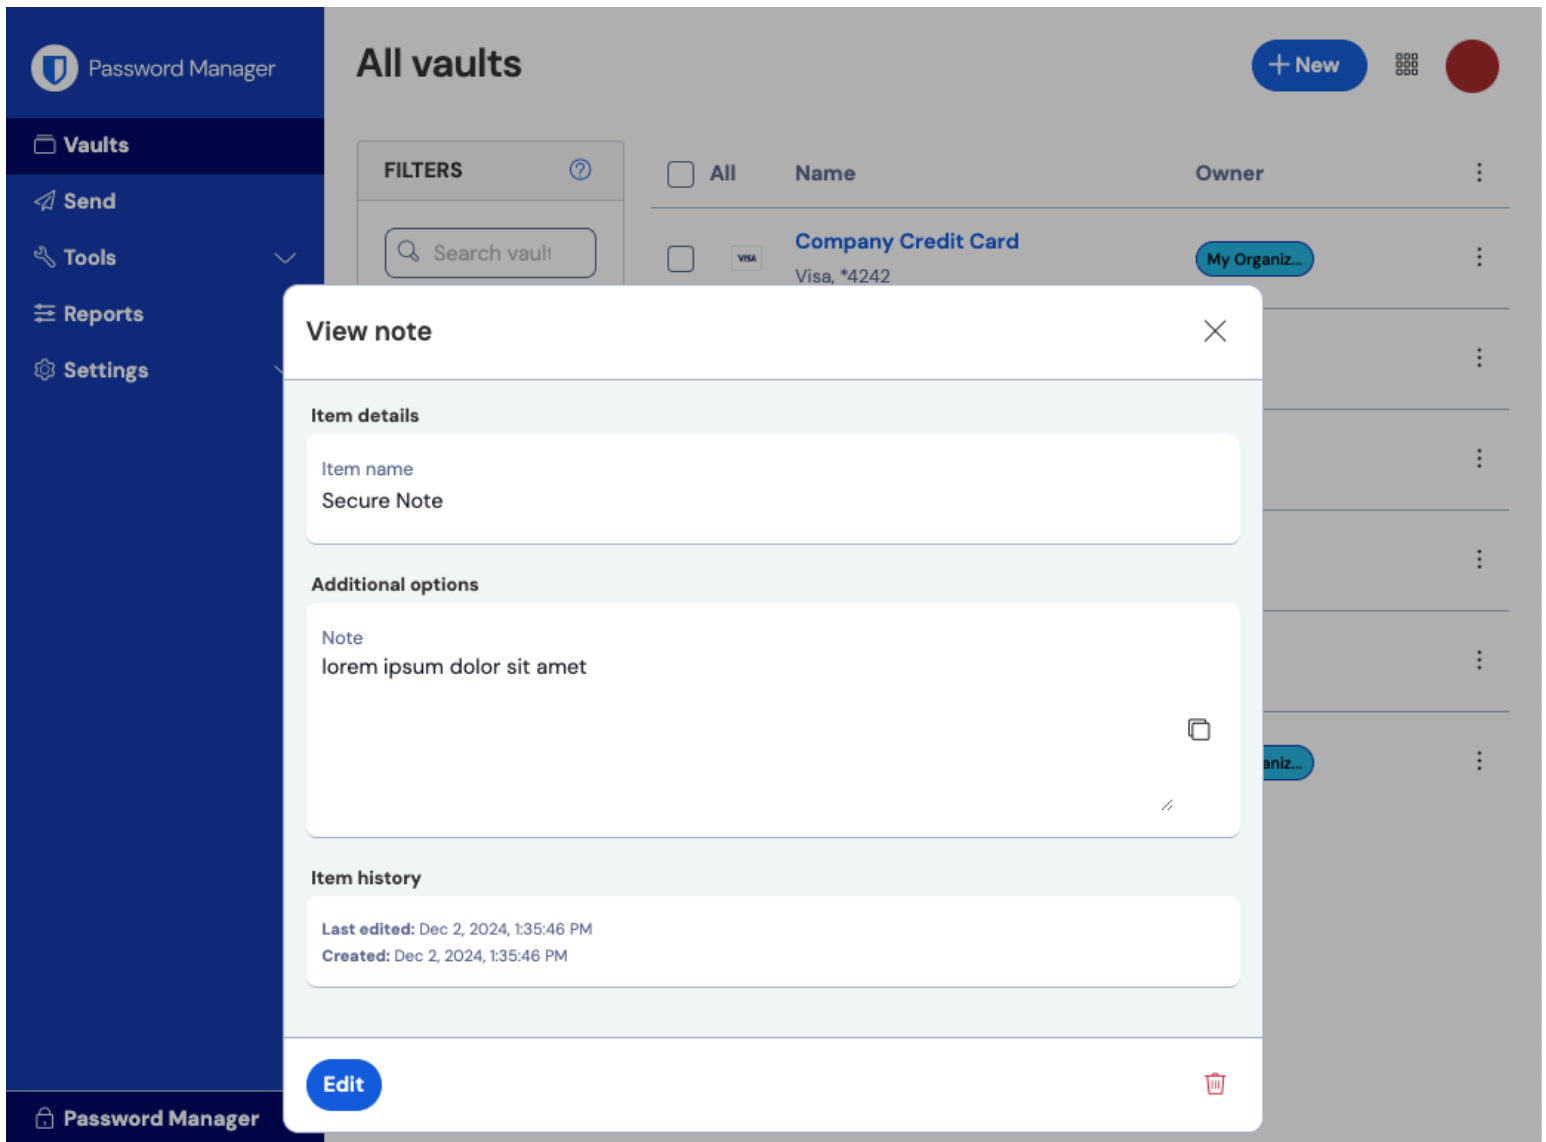 Password Manager
Vaults
Send
Tools
Reports
Settings
Password Manager
All vaults
New
FILTERS
Search vault
All Name Owner
VISA Company Credit Card My Organiz...
Visa, *4242
aniz...
View note
Item details
Item name
Secure Note
Additional options
Note
lorem ipsum dolor sit amet
Item history
Last edited: Dec 2, 2024, 1:35:46 PM
Created: Dec 2, 2024, 1:35:46 PM
Edit